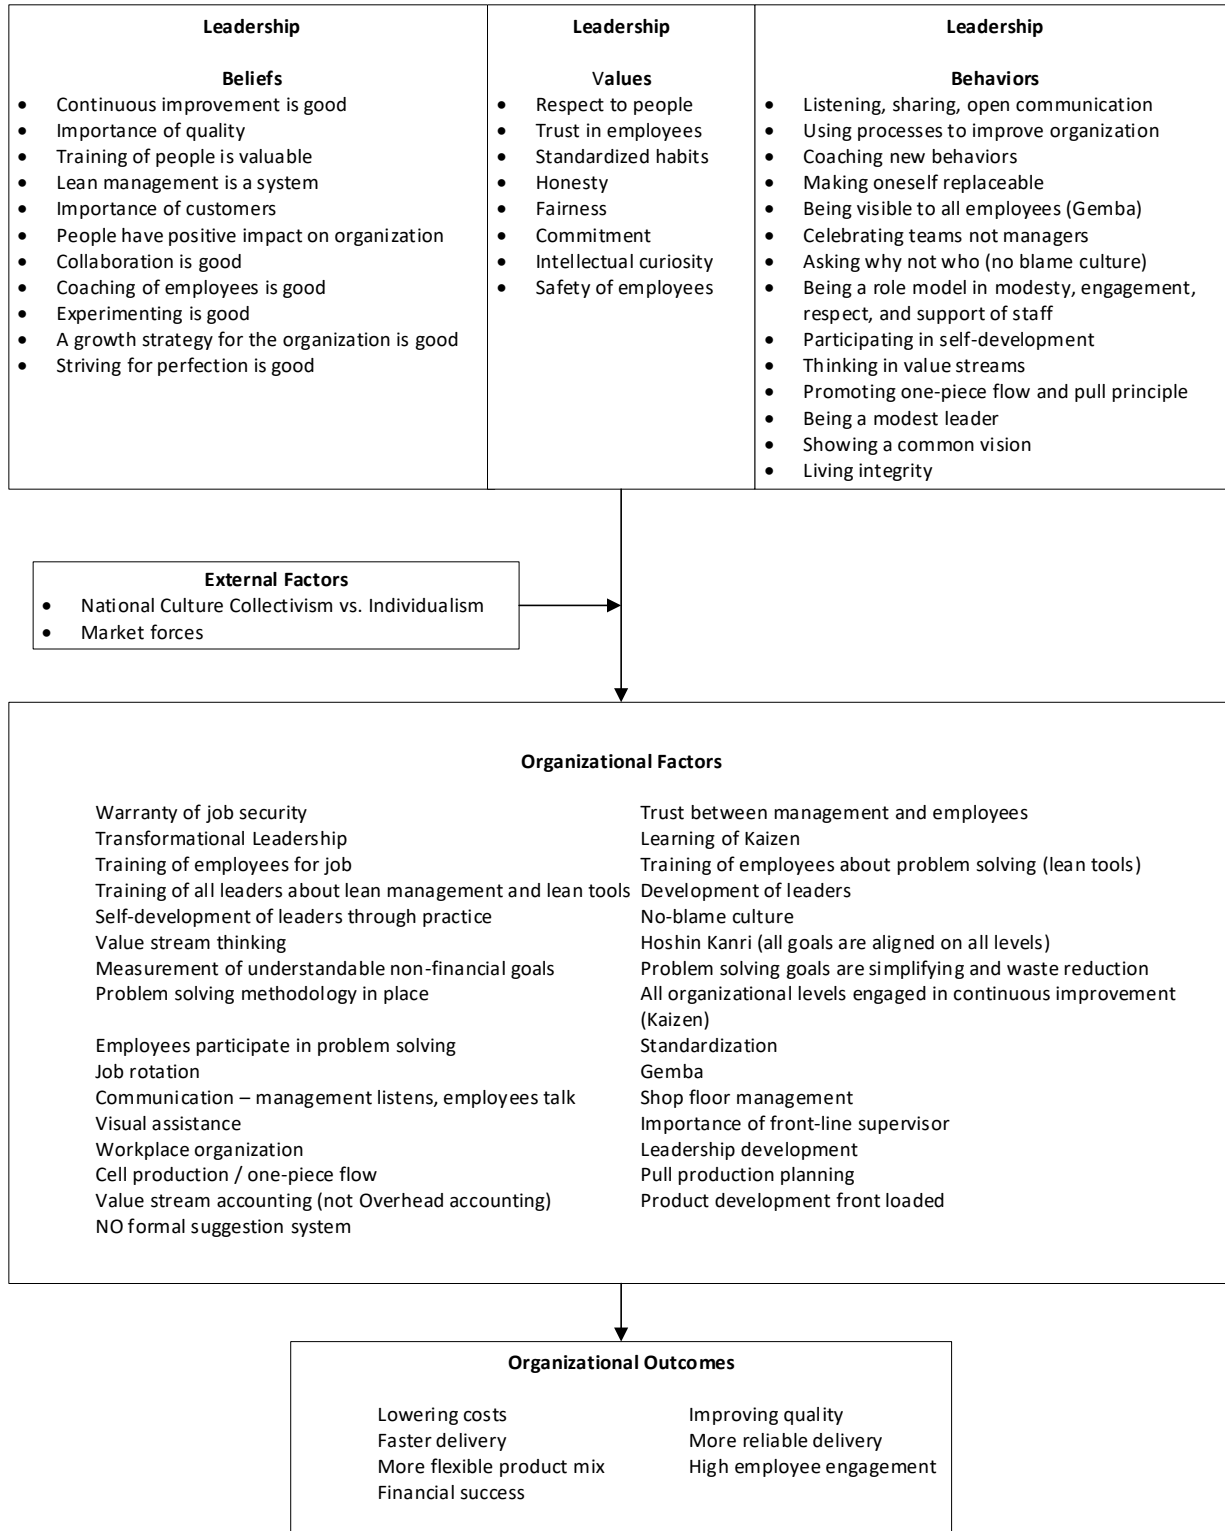 Leadership
Beliefs
• Continuous improvement is good
• Importance of quality
• Training of people is valuable
• Lean management is a system
• Importance of customers
• People have positive impact on organization
• Collaboration is good
• Coaching of employees is good
• Experimenting is good
• A growth strategy for the organization is good
• Striving for perfection is good
Leadership
Values
• Respect to people
• Trust in employees
• Standardized habits
• Honesty
• Fairness
• Commitment
• Intellectual curiosity
• Safety of employees
Leadership
Behaviors
• Listening, sharing, open communication
• Using processes to improve organization
• Coaching new behaviors
• Making oneself replaceable
• Being visible to all employees (Gemba)
• Celebrating teams not managers
• Asking why not who (no blame culture)
• Being a role model in modesty, engagement,
respect, and support of staff
• Participating in self-development
• Thinking in value streams
• Promoting one-piece flow and pull principle
• Being a modest leader
• Showing a common vision
• Living integrity
External Factors
• National Culture Collectivism vs. Individualism
• Market forces
Organizational Factors
Warranty of job security
Transformational Leadership
Training of employees for job
Training of all leaders about lean management and lean tools
Self-development of leaders through practice
Value stream thinking
Measurement of understandable non-financial goals
Problem solving methodology in place
Employees participate in problem solving
Job rotation
Communication – management listens, employees talk
Visual assistance
Workplace organization
Cell production / one-piece flow
Value stream accounting (not Overhead accounting)
NO formal suggestion system
Trust between management and employees
Learning of Kaizen
Training of employees about problem solving (lean tools)
Development of leaders
No-blame culture
Hoshin Kanri (all goals are aligned on all levels)
Problem solving goals are simplifying and waste reduction
All organizational levels engaged in continuous improvement
(Kaizen)
Standardization
Gemba
Shop floor management
Importance of front-line supervisor
Leadership development
Pull production planning
Product development front loaded
Organizational Outcomes
Lowering costs
Faster delivery
More flexible product mix
Financial success
Improving quality
More reliable delivery
High employee engagement